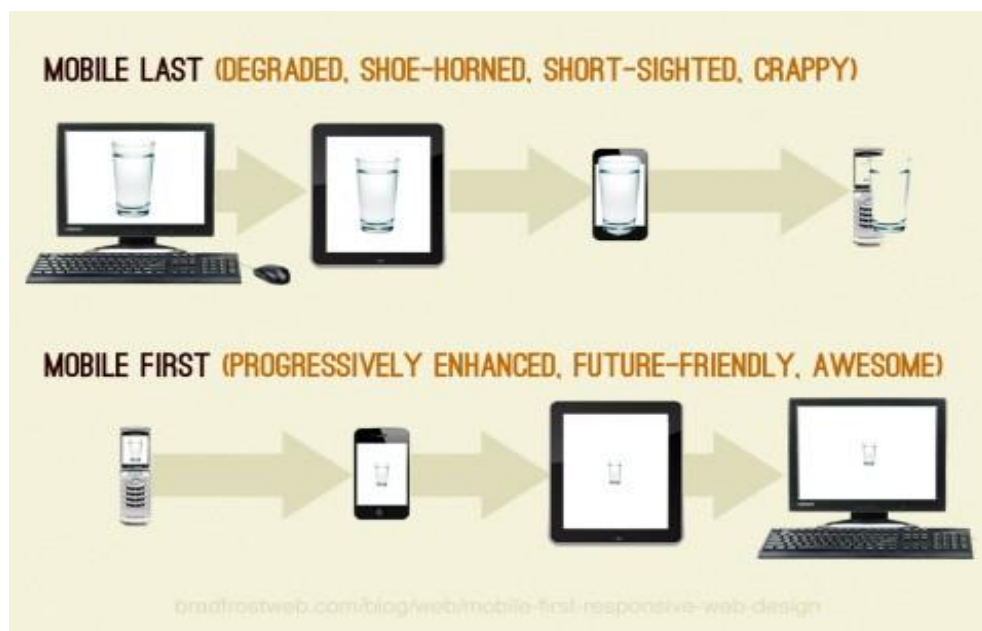 MOBILE LAST (DEGRADED, SHOE-HORNED, SHORT-SIGHTED, CRAPPY)
MOBILE FIRST (PROGRESSIVELY ENHANCED, FUTURE-FRIENDLY, AWESOME)
bradfrostweb.com/blog/web/mobile-first-responsive-web-design